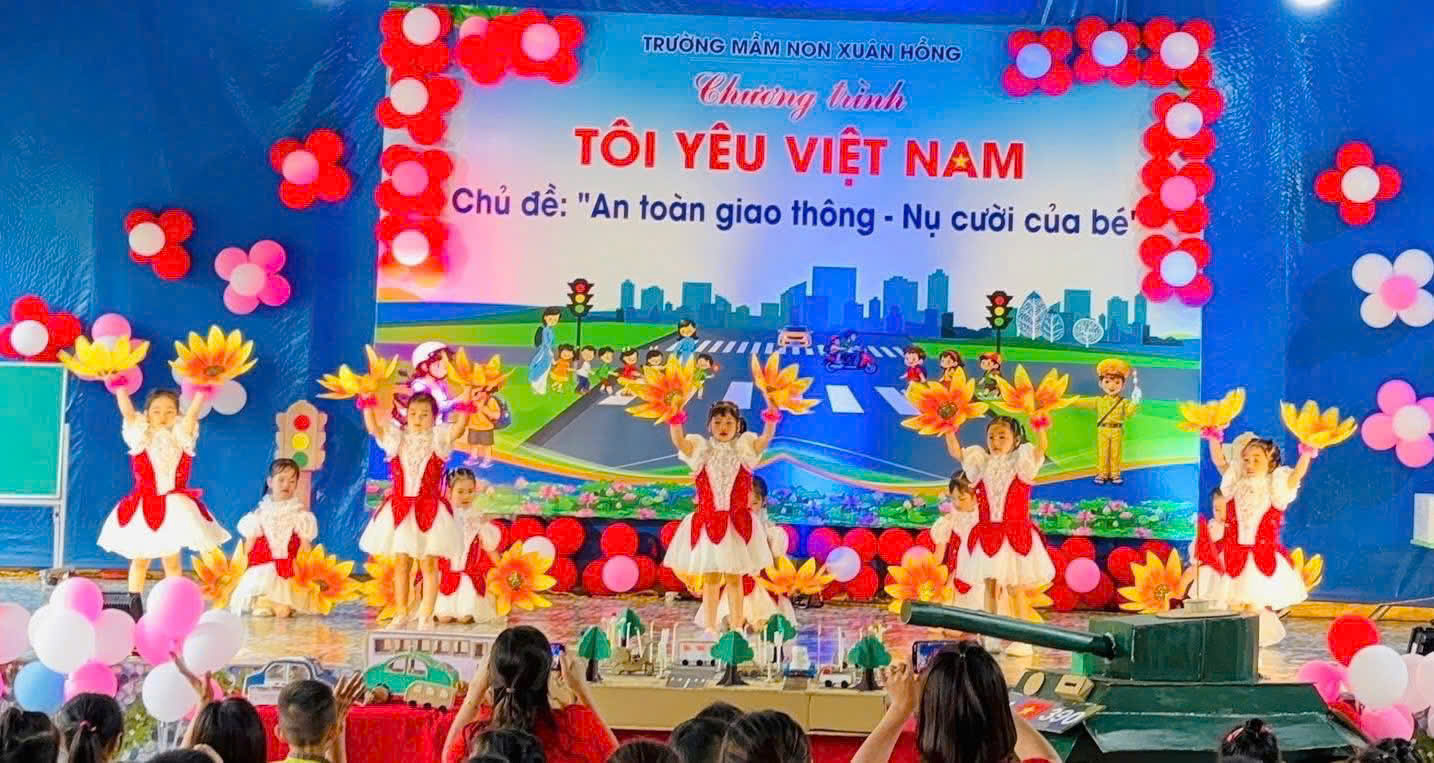 TRƯỜNG MẦM NON XUÂN HỒNG
Chương trình
TÔI YÊU VIỆT NAM
Chủ đề: "An toàn giao thông - Nụ cười của bé"
390